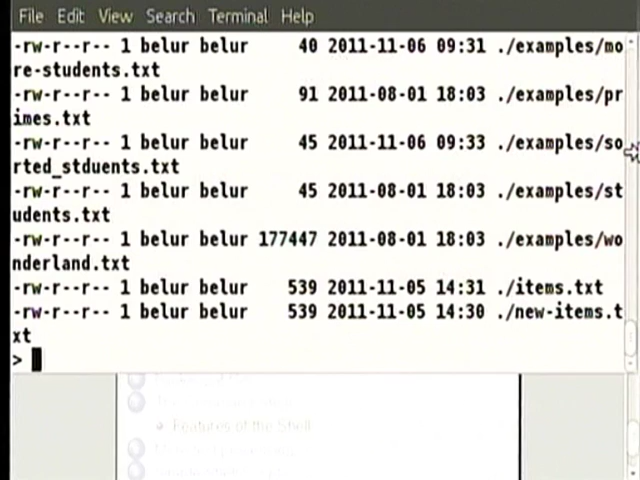 File Edit View Search Terminal Help
-rw-r--r-- 1 belur belur 40 2011-11-06 09:31 ./examples/mo
re-students.txt
-rw-r--r-- 1 belur belur 91 2011-08-01 18:03 ./examples/pr
imes.txt
-rw-r--r-- 1 belur belur 45 2011-11-06 09:33 ./examples/so
rted_stduents.txt
-rw-r--r-- 1 belur belur 45 2011-08-01 18:03 ./examples/st
udents.txt
-rw-r--r-- 1 belur belur 177447 2011-08-01 18:03 ./examples/wo
nderland.txt
-rw-r--r-- 1 belur belur 539 2011-11-05 14:31 ./items.txt
-rw-r--r-- 1 belur belur 539 2011-11-05 14:30 ./new-items.t
xt
>
Features of the Shell